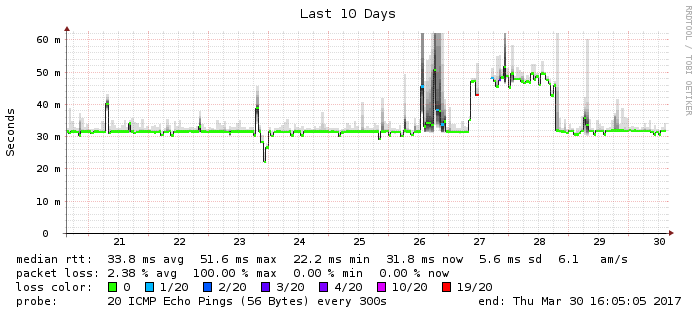 Last 10 Days
RRDTOOL / TOBI OETIKER
Seconds
60 m
50 m
40 m
30 m
20 m
10 m
0
21 22 23 24 25 26 27 28 29 30
median rtt: 33.8 ms avg 51.6 ms max 22.2 ms min 31.8 ms now 5.6 ms sd 6.1 am/s
packet loss: 2.38 % avg 100.00 % max 0.00 % min 0.00 % now
loss color: 0 1/20 2/20 3/20 4/20 10/20 19/20
probe: 20 ICMP Echo Pings (56 Bytes) every 300s end: Thu Mar 30 16:05:05 2017